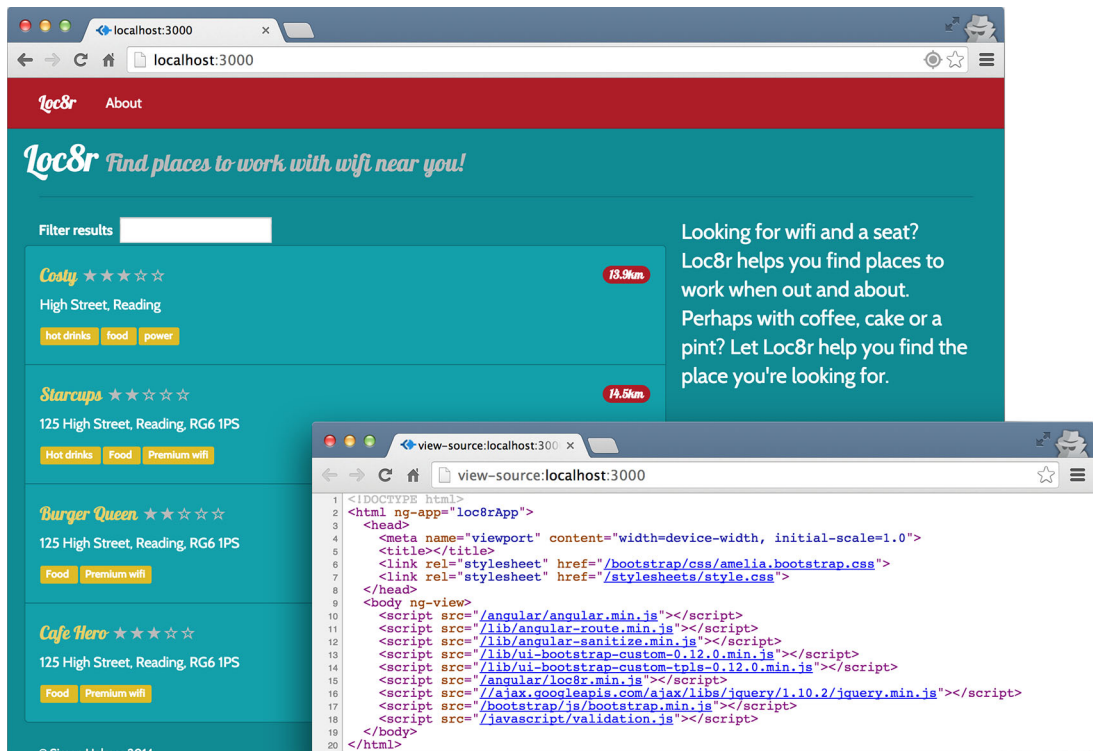 localhost:3000
localhost:3000
Loc8r About
Loc8r Find places to work with wifi near you!
Filter results
Costy 13.9km
High Street, Reading
hot drinks food power
Starcups 14.5km
125 High Street, Reading, RG6 1PS
Hot drinks Food Premium wifi
Burger Queen
125 High Street, Reading, RG6 1PS
Food Premium wifi
Cafe Hero
125 High Street, Reading, RG6 1PS
Food Premium wifi
Looking for wifi and a seat?
Loc8r helps you find places to
work when out and about.
Perhaps with coffee, cake or a
pint? Let Loc8r help you find the
place you're looking for.
view-source:localhost:300
view-source:localhost:3000
1 <!DOCTYPE html>
2 <html ng-app="loc8rApp">
3 <head>
4 <meta name="viewport" content="width=device-width, initial-scale=1.0">
5 <title></title>
6 <link rel="stylesheet" href="/bootstrap/css/amelia.bootstrap.css">
7 <link rel="stylesheet" href="/stylesheets/style.css">
8 </head>
9 <body ng-view>
10 <script src="/angular/angular.min.js"></script>
11 <script src="/lib/angular-route.min.js"></script>
12 <script src="/lib/angular-sanitize.min.js"></script>
13 <script src="/lib/ui-bootstrap-custom-0.12.0.min.js"></script>
14 <script src="/lib/ui-bootstrap-custom-tpls-0.12.0.min.js"></script>
15 <script src="/angular/loc8r.min.js"></script>
16 <script src="//ajax.googleapis.com/ajax/libs/jquery/1.10.2/jquery.min.js"></script>
17 <script src="/bootstrap/js/bootstrap.min.js"></script>
18 <script src="/javascript/validation.js"></script>
19 </body>
20 </html>